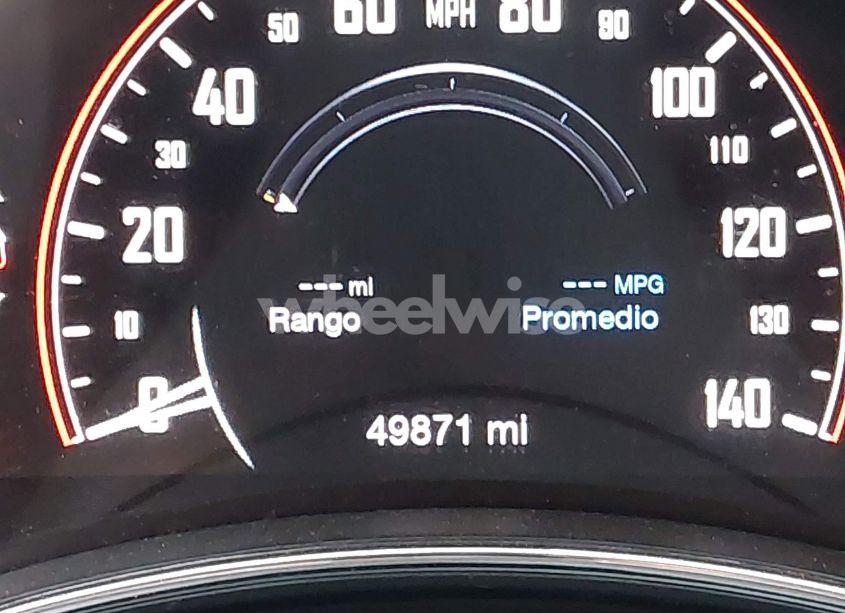 60 MPH 80
50 90
40 100
30 110
20 120
--- mi --- MPG
wheelwise
Rango Promedio
10 130
0 140
49871 mi